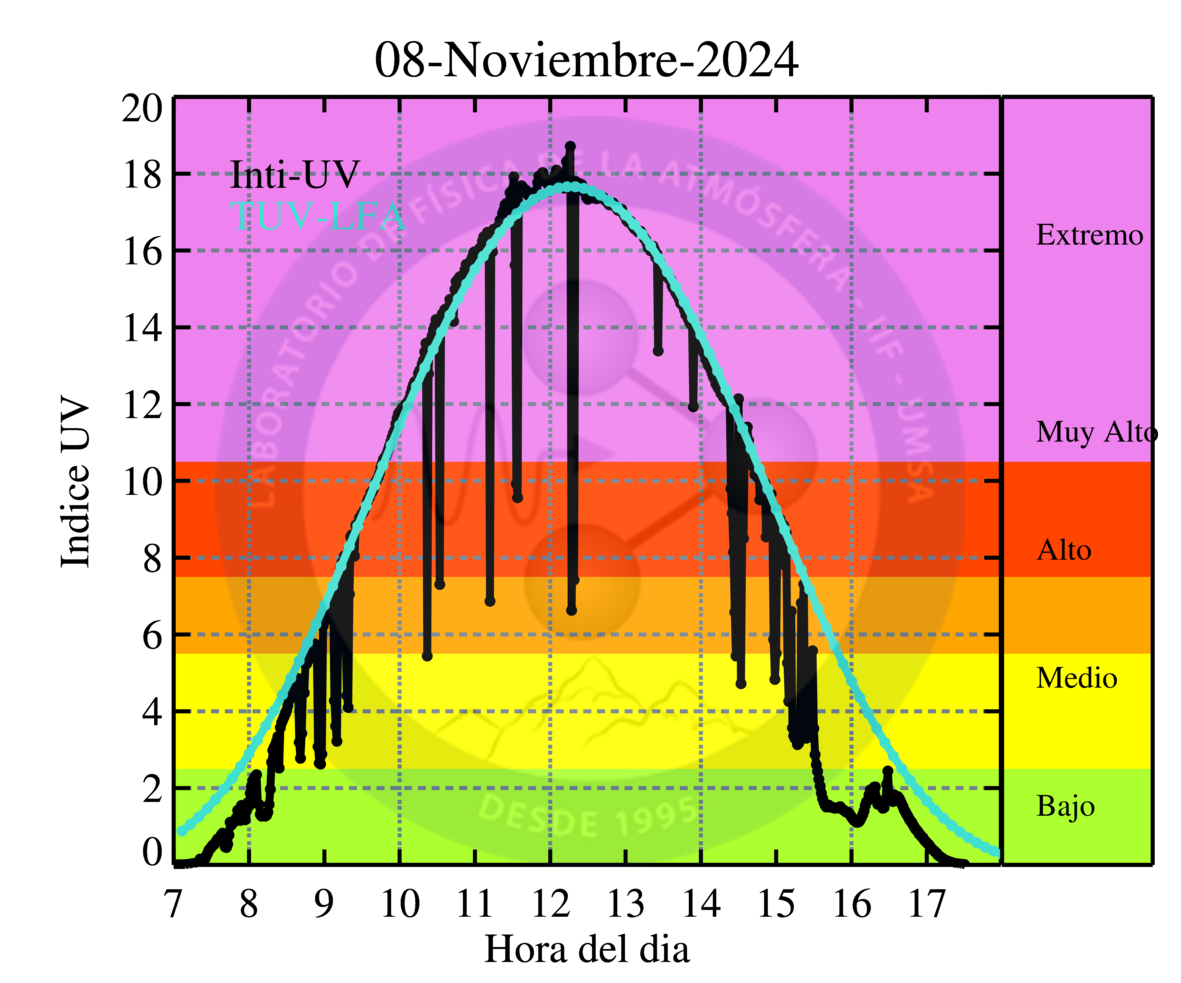 08-Noviembre-2024
Inti-UV
TUV-LFA
LABORATORIO DE FÍSICA DE LA ATMÓSFERA - IIF - UMSA
DESDE 1995
Indice UV
20
18
16
14
12
10
8
6
4
2
0
Extremo
Muy Alto
Alto
Medio
Bajo
7 8 9 10 11 12 13 14 15 16 17
Hora del dia